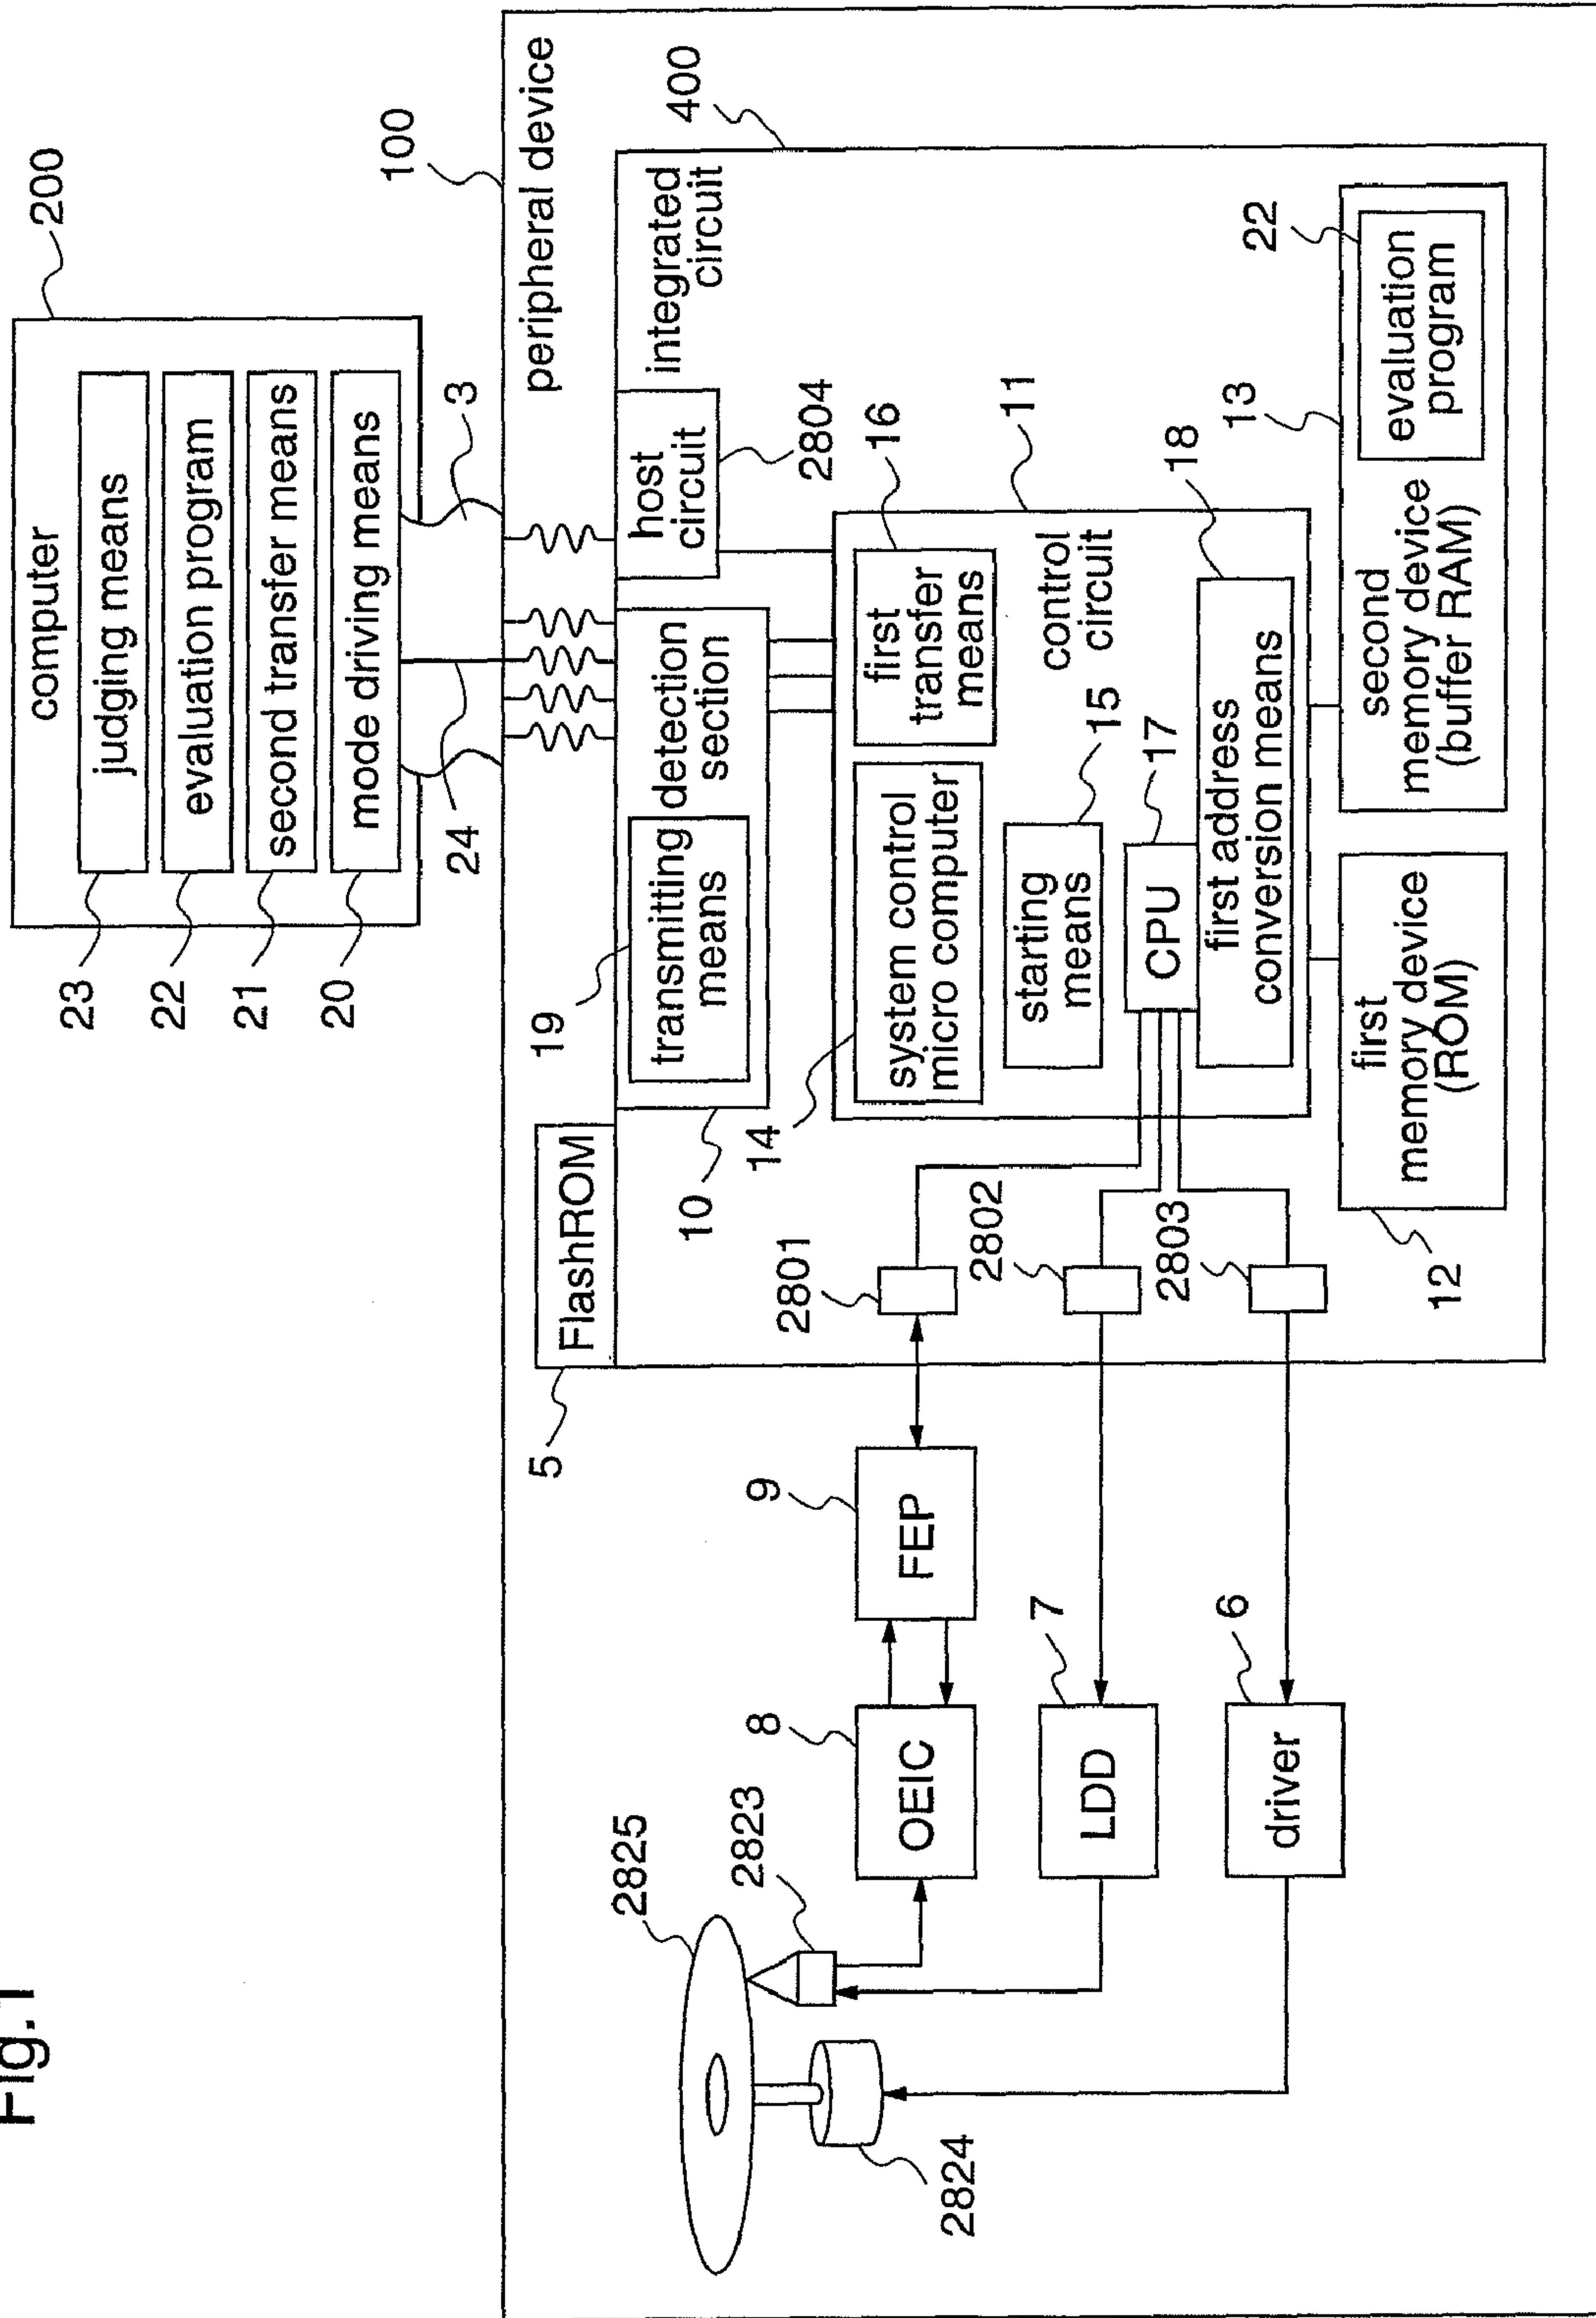 Fig.1
computer
200
judging means
23
evaluation program
22
second transfer means
21
mode driving means
20
24
3
100
peripheral device
FlashROM
5
integrated
circuit
400
19
transmitting
means
detection
section
10
host
circuit
2804
14
system control
micro computer
first
transfer
means
16
control
circuit
11
starting
means
15
CPU
17
first address
conversion means
18
first
memory device
(ROM)
12
second
memory device
(buffer RAM)
13
evaluation
program
22
2801
2802
2803
FEP
9
OEIC
8
LDD
7
driver
6
2825
2823
2824